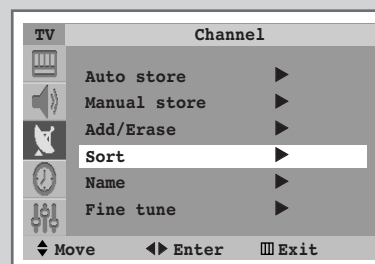 TV Channel
Auto store
Manual store
Add/Erase
Sort
Name
Fine tune
Move Enter Exit